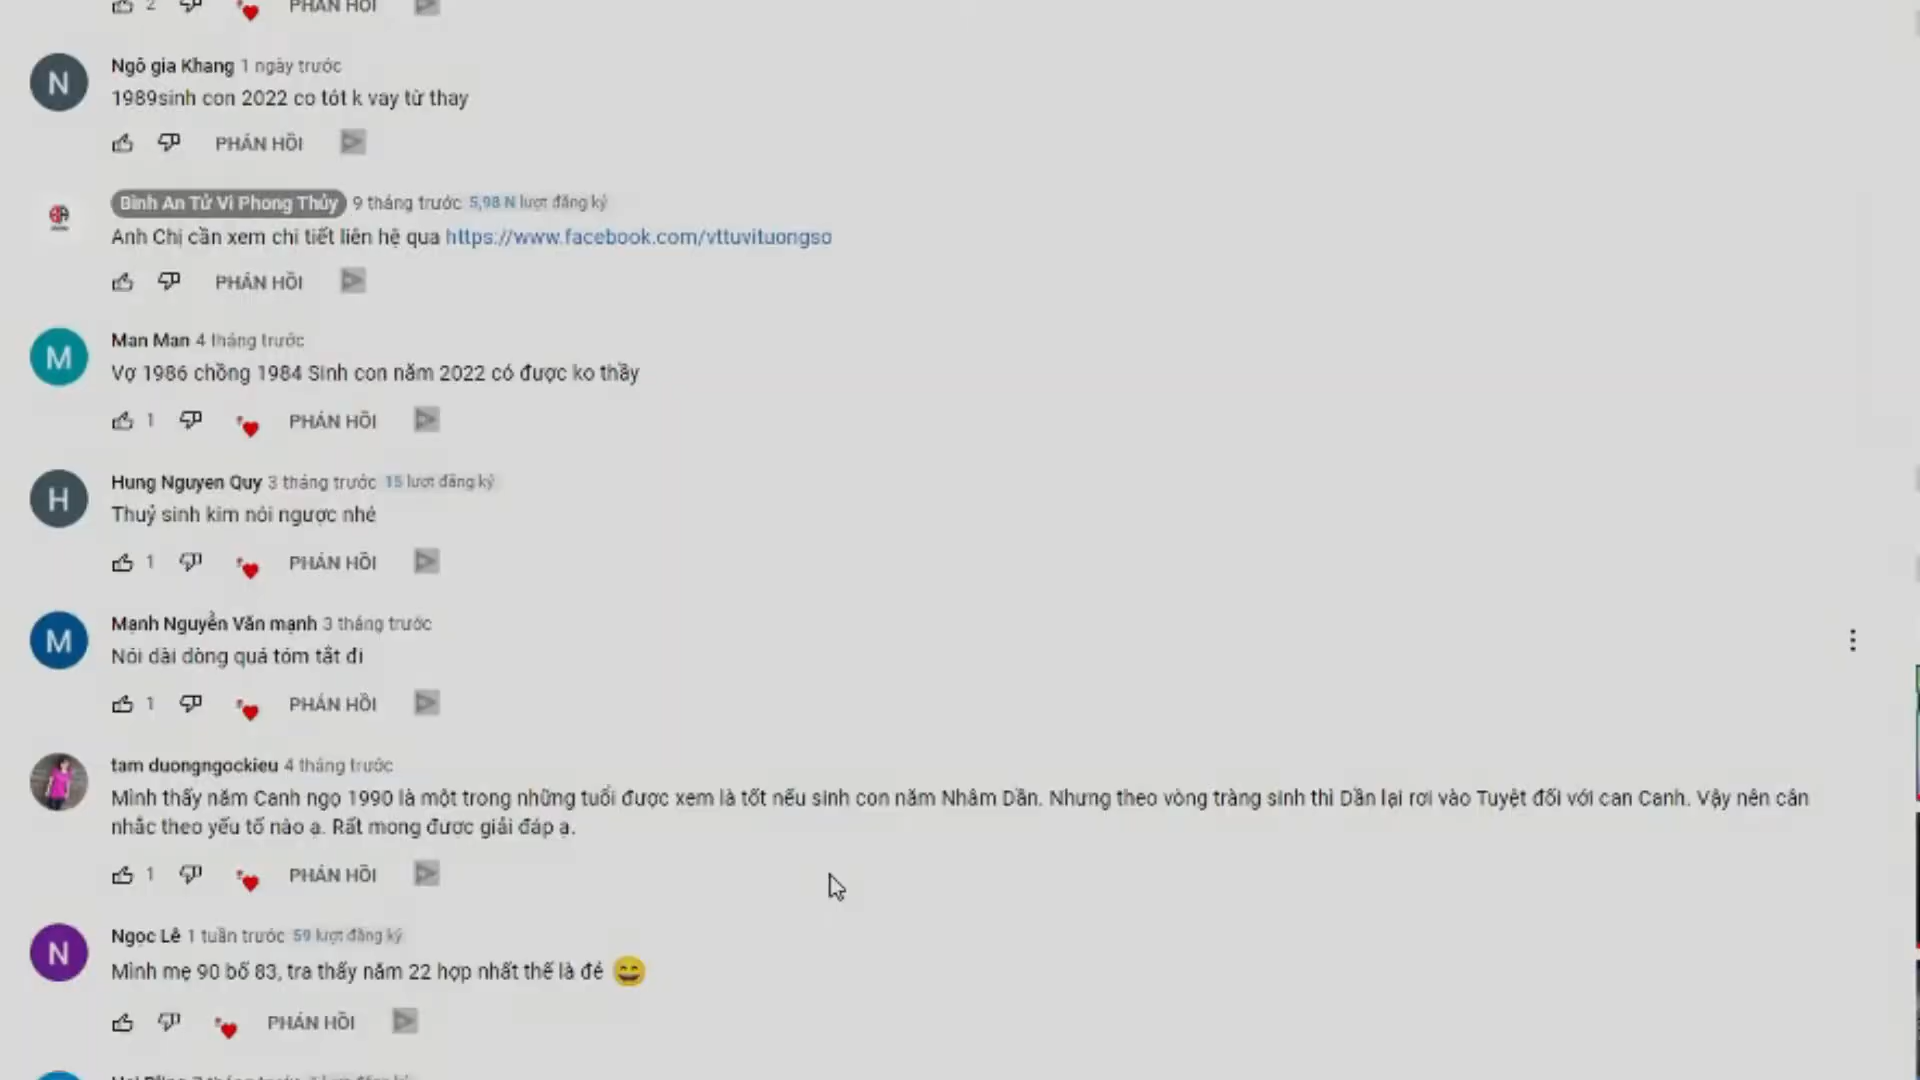 2 PHẢN HỒI
Ngô gia Khang 1 ngày trước
1989sinh con 2022 co tót k vay từ thay
PHẢN HỒI
Bình An Tử Vi Phong Thủy 9 tháng trước 5,98 N lượt đăng ký
Anh Chị cần xem chi tiết liên hệ qua https://www.facebook.com/vttuvituongso
PHẢN HỒI
Man Man 4 tháng trước
Vợ 1986 chồng 1984 Sinh con năm 2022 có được ko thầy
1 PHẢN HỒI
Hung Nguyen Quy 3 tháng trước 15 lượt đăng ký
Thuỷ sinh kim nói ngược nhé
1 PHẢN HỒI
Mạnh Nguyễn Văn mạnh 3 tháng trước
Nói dài dòng quá tóm tắt đi
1 PHẢN HỒI
tam duongngockieu 4 tháng trước
Mình thấy năm Canh ngọ 1990 là một trong những tuổi được xem là tốt nếu sinh con năm Nhâm Dần. Nhưng theo vòng tràng sinh thì Dần lại rơi vào Tuyệt đối với can Canh. Vậy nên cân
nhắc theo yếu tố nào ạ. Rất mong được giải đáp ạ.
1 PHẢN HỒI
Ngọc Lê 1 tuần trước 59 lượt đăng ký
Mình mẹ 90 bố 83, tra thấy năm 22 hợp nhất thế là đẻ 😄
PHẢN HỒI